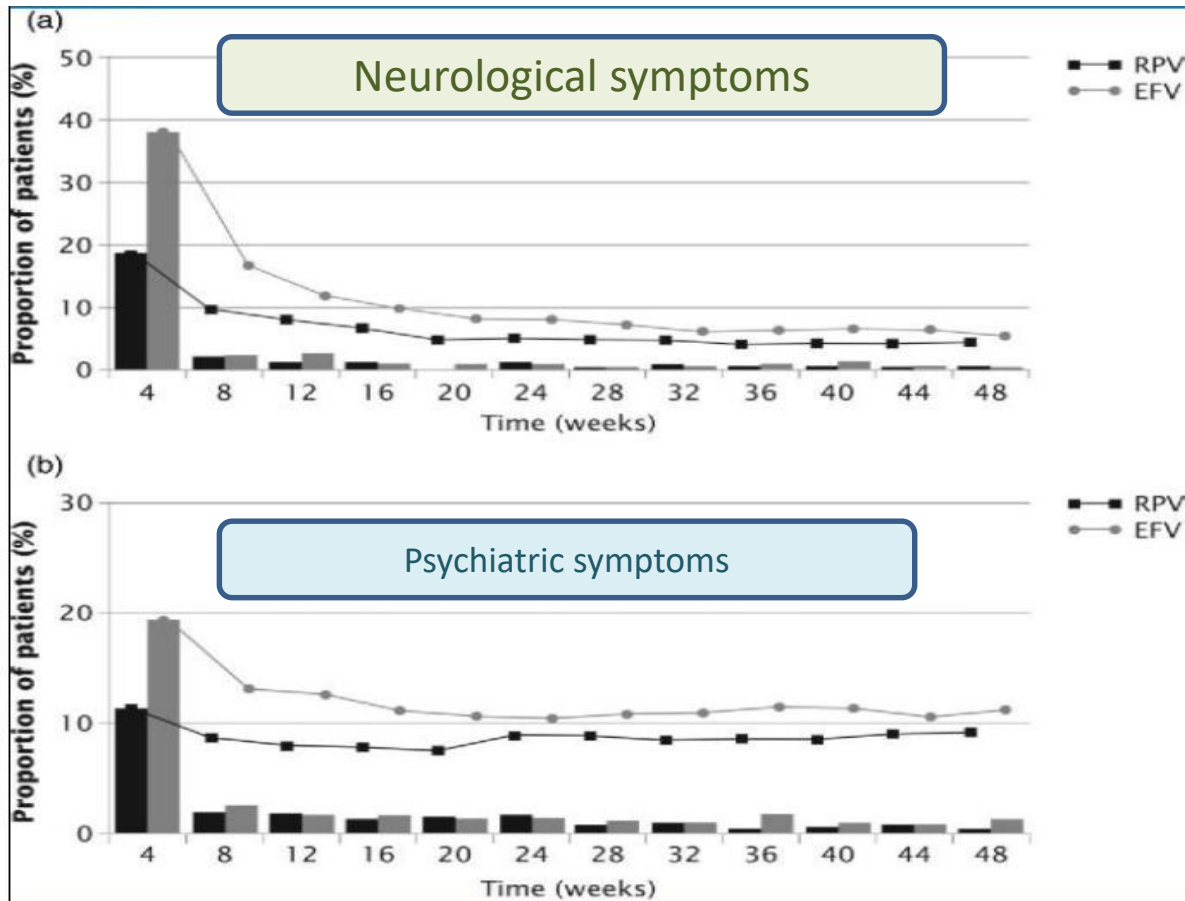 (a)
Neurological symptoms
RPV
EFV
Proportion of patients (%)
50
40
30
20
10
0
4 8 12 16 20 24 28 32 36 40 44 48
Time (weeks)
(b)
Psychiatric symptoms
RPV
EFV
Proportion of patients (%)
30
20
10
0
4 8 12 16 20 24 28 32 36 40 44 48
Time (weeks)